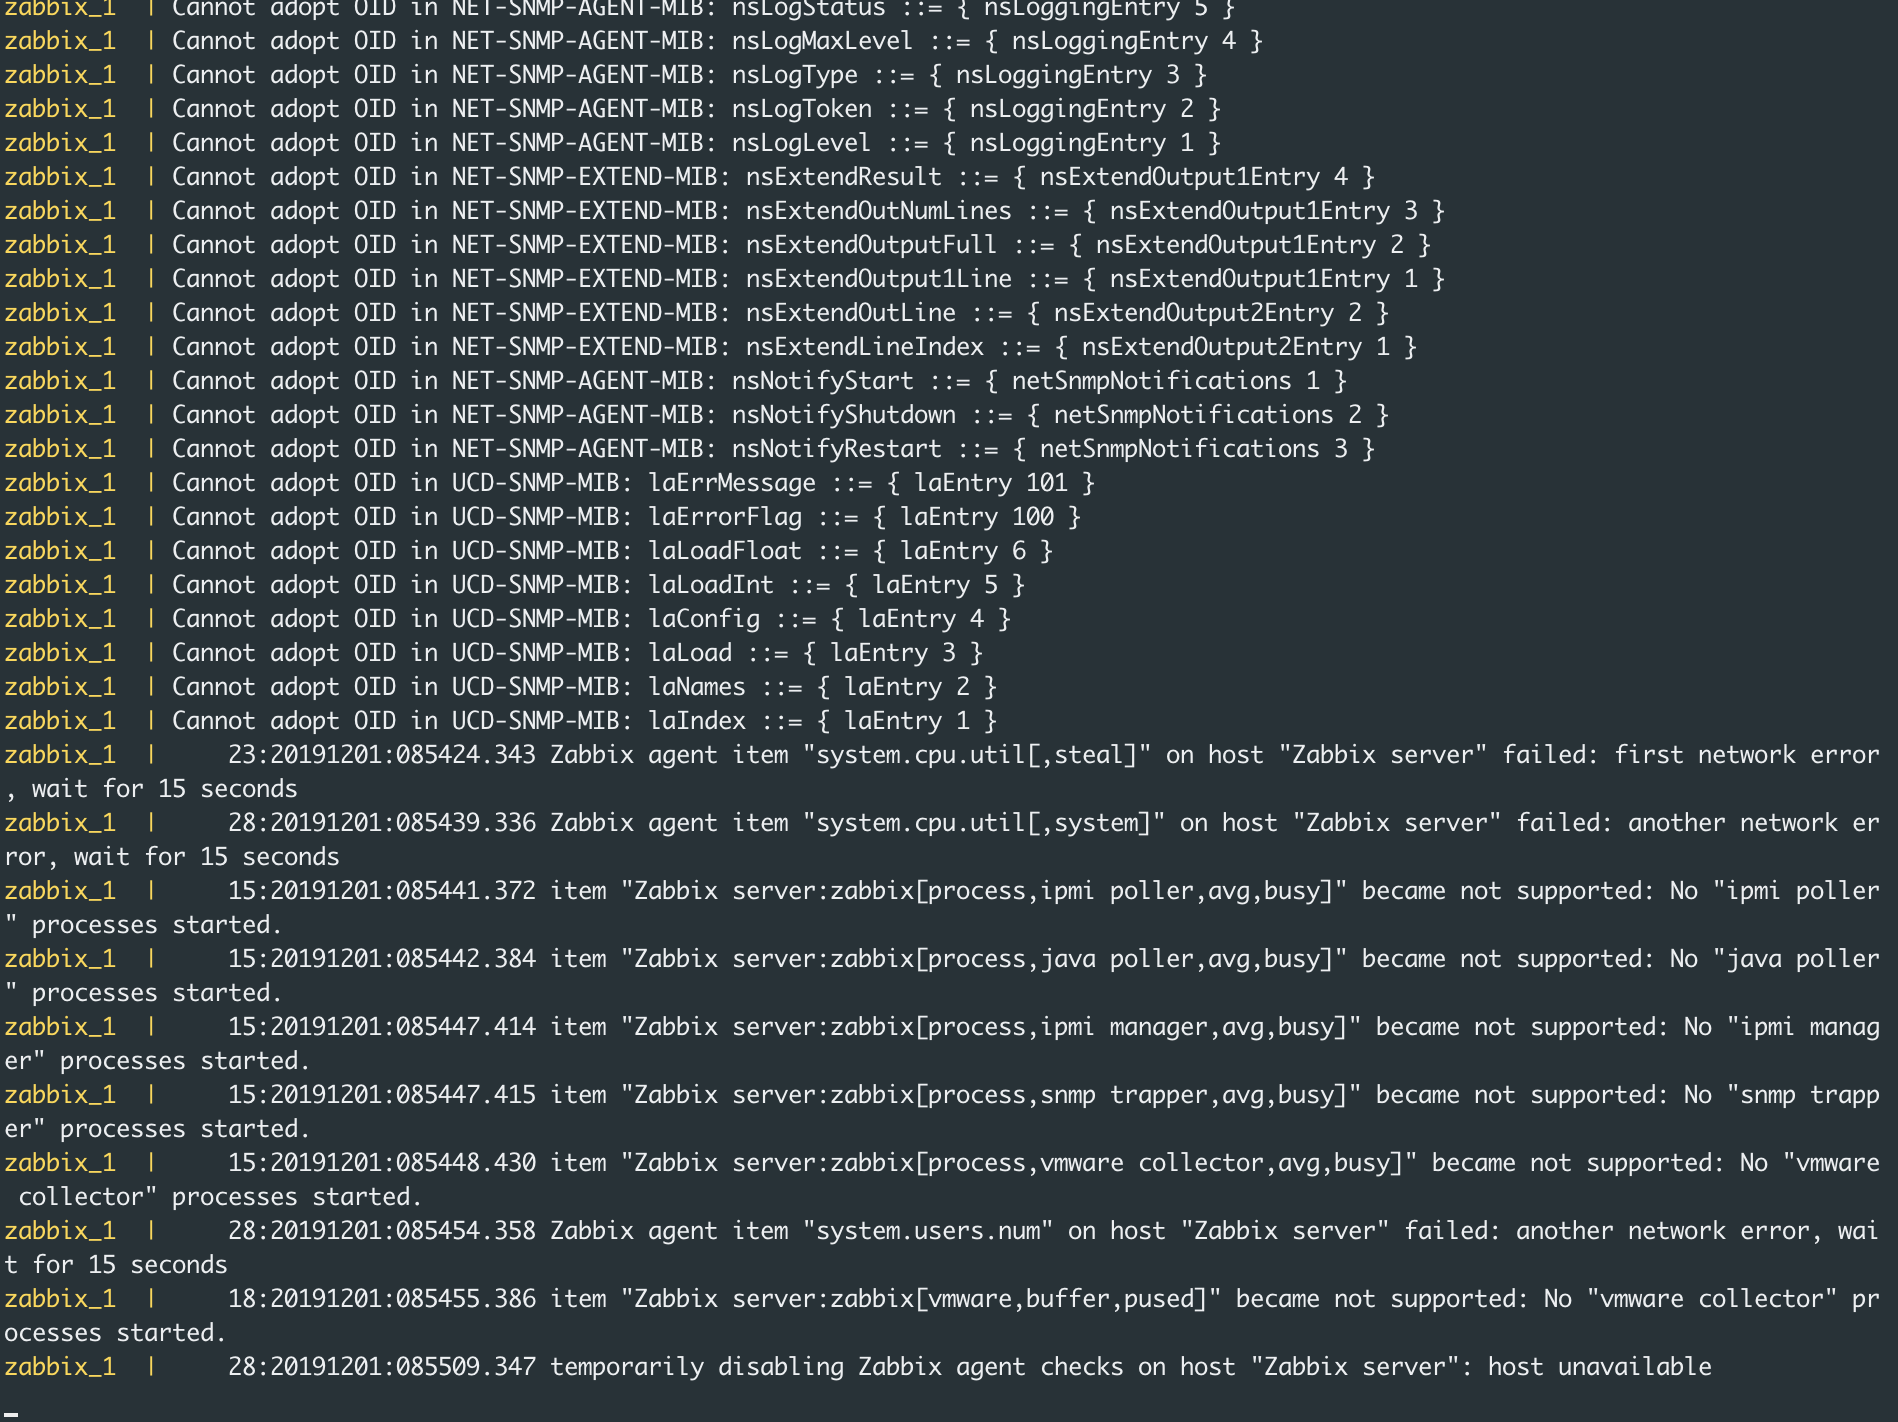 zabbix_1  | Cannot adopt OID in NET-SNMP-AGENT-MIB: nsLogStatus ::= { nsLoggingEntry 5 }
zabbix_1  | Cannot adopt OID in NET-SNMP-AGENT-MIB: nsLogMaxLevel ::= { nsLoggingEntry 4 }
zabbix_1  | Cannot adopt OID in NET-SNMP-AGENT-MIB: nsLogType ::= { nsLoggingEntry 3 }
zabbix_1  | Cannot adopt OID in NET-SNMP-AGENT-MIB: nsLogToken ::= { nsLoggingEntry 2 }
zabbix_1  | Cannot adopt OID in NET-SNMP-AGENT-MIB: nsLogLevel ::= { nsLoggingEntry 1 }
zabbix_1  | Cannot adopt OID in NET-SNMP-EXTEND-MIB: nsExtendResult ::= { nsExtendOutput1Entry 4 }
zabbix_1  | Cannot adopt OID in NET-SNMP-EXTEND-MIB: nsExtendOutNumLines ::= { nsExtendOutput1Entry 3 }
zabbix_1  | Cannot adopt OID in NET-SNMP-EXTEND-MIB: nsExtendOutputFull ::= { nsExtendOutput1Entry 2 }
zabbix_1  | Cannot adopt OID in NET-SNMP-EXTEND-MIB: nsExtendOutput1Line ::= { nsExtendOutput1Entry 1 }
zabbix_1  | Cannot adopt OID in NET-SNMP-EXTEND-MIB: nsExtendOutLine ::= { nsExtendOutput2Entry 2 }
zabbix_1  | Cannot adopt OID in NET-SNMP-EXTEND-MIB: nsExtendLineIndex ::= { nsExtendOutput2Entry 1 }
zabbix_1  | Cannot adopt OID in NET-SNMP-AGENT-MIB: nsNotifyStart ::= { netSnmpNotifications 1 }
zabbix_1  | Cannot adopt OID in NET-SNMP-AGENT-MIB: nsNotifyShutdown ::= { netSnmpNotifications 2 }
zabbix_1  | Cannot adopt OID in NET-SNMP-AGENT-MIB: nsNotifyRestart ::= { netSnmpNotifications 3 }
zabbix_1  | Cannot adopt OID in UCD-SNMP-MIB: laErrMessage ::= { laEntry 101 }
zabbix_1  | Cannot adopt OID in UCD-SNMP-MIB: laErrorFlag ::= { laEntry 100 }
zabbix_1  | Cannot adopt OID in UCD-SNMP-MIB: laLoadFloat ::= { laEntry 6 }
zabbix_1  | Cannot adopt OID in UCD-SNMP-MIB: laLoadInt ::= { laEntry 5 }
zabbix_1  | Cannot adopt OID in UCD-SNMP-MIB: laConfig ::= { laEntry 4 }
zabbix_1  | Cannot adopt OID in UCD-SNMP-MIB: laLoad ::= { laEntry 3 }
zabbix_1  | Cannot adopt OID in UCD-SNMP-MIB: laNames ::= { laEntry 2 }
zabbix_1  | Cannot adopt OID in UCD-SNMP-MIB: laIndex ::= { laEntry 1 }
zabbix_1  |     23:20191201:085424.343 Zabbix agent item "system.cpu.util[,steal]" on host "Zabbix server" failed: first network error
, wait for 15 seconds
zabbix_1  |     28:20191201:085439.336 Zabbix agent item "system.cpu.util[,system]" on host "Zabbix server" failed: another network er
ror, wait for 15 seconds
zabbix_1  |     15:20191201:085441.372 item "Zabbix server:zabbix[process,ipmi poller,avg,busy]" became not supported: No "ipmi poller
" processes started.
zabbix_1  |     15:20191201:085442.384 item "Zabbix server:zabbix[process,java poller,avg,busy]" became not supported: No "java poller
" processes started.
zabbix_1  |     15:20191201:085447.414 item "Zabbix server:zabbix[process,ipmi manager,avg,busy]" became not supported: No "ipmi manag
er" processes started.
zabbix_1  |     15:20191201:085447.415 item "Zabbix server:zabbix[process,snmp trapper,avg,busy]" became not supported: No "snmp trapp
er" processes started.
zabbix_1  |     15:20191201:085448.430 item "Zabbix server:zabbix[process,vmware collector,avg,busy]" became not supported: No "vmware
 collector" processes started.
zabbix_1  |     28:20191201:085454.358 Zabbix agent item "system.users.num" on host "Zabbix server" failed: another network error, wai
t for 15 seconds
zabbix_1  |     18:20191201:085455.386 item "Zabbix server:zabbix[vmware,buffer,pused]" became not supported: No "vmware collector" pr
ocesses started.
zabbix_1  |     28:20191201:085509.347 temporarily disabling Zabbix agent checks on host "Zabbix server": host unavailable